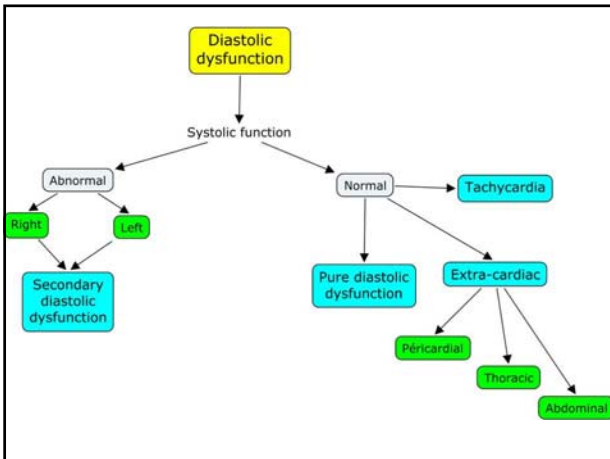 Diastolic
dysfunction
Systolic function
Abnormal
Normal
Tachycardia
Right
Left
Secondary
diastolic
dysfunction
Pure diastolic
dysfunction
Extra-cardiac
Péricardial
Thoracic
Abdominal